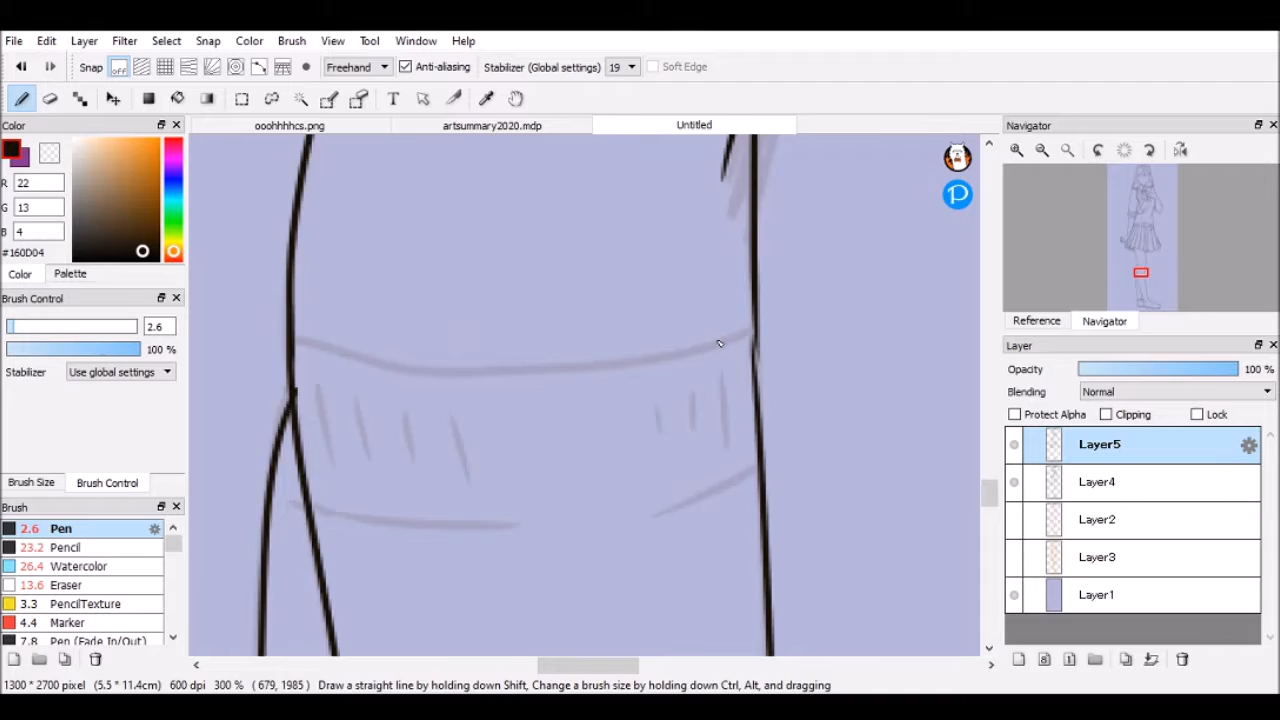 File Edit Layer Filter Select Snap Color Brush View Tool Window Help
Snap off Freehand Anti-aliasing Stabilizer (Global settings) 19 Soft Edge
T
Color ooohhhhcs.png artsummary2020.mdp Untitled Navigator
R 22
G 13
B 4
#160D04
Color Palette
Brush Control
2.6
100 %
Stabilizer Use global settings
Brush Size Brush Control
Brush
2.6 Pen
23.2 Pencil
26.4 Watercolor
13.6 Eraser
3.3 PencilTexture
4.4 Marker
7.8 Pen (Fade In/Out)
P
Reference Navigator
Layer
Opacity 100 %
Blending Normal
Protect Alpha Clipping Lock
Layer5
Layer4
Layer2
Layer3
Layer1
8 1
1300 * 2700 pixel (5.5 * 11.4cm) 600 dpi 300 % ( 679, 1985 ) Draw a straight line by holding down Shift, Change a brush size by holding down Ctrl, Alt, and dragging